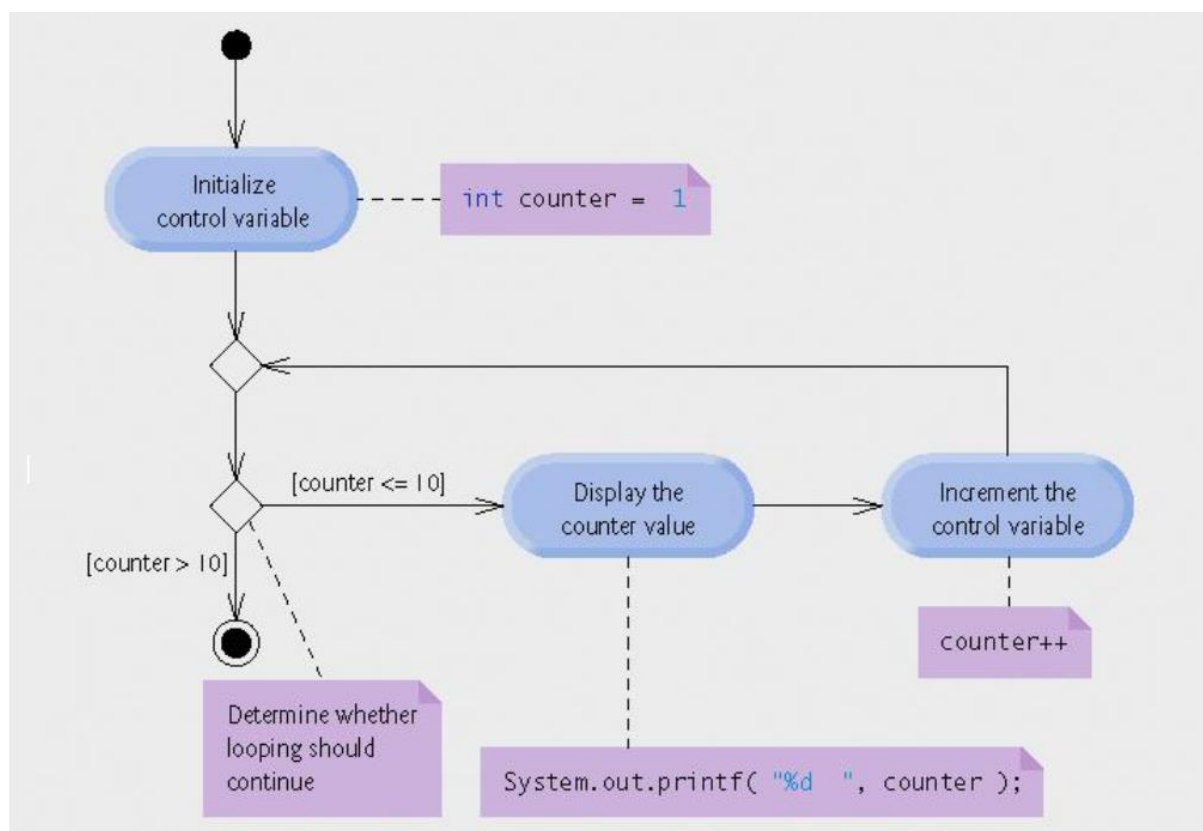 Initialize
control variable
int counter = 1
[counter <= 10]
Display the
counter value
Increment the
control variable
[counter > 10]
counter++
Determine whether
looping should
continue
System.out.printf( "%d  ", counter );